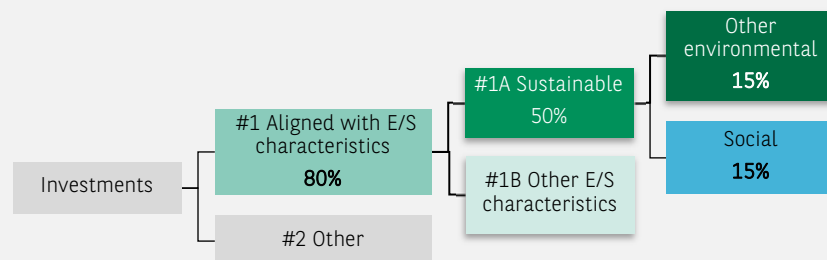 Investments
#1 Aligned with E/S
characteristics
80%
#2 Other
#1A Sustainable
50%
#1B Other E/S
characteristics
Other
environmental
15%
Social
15%